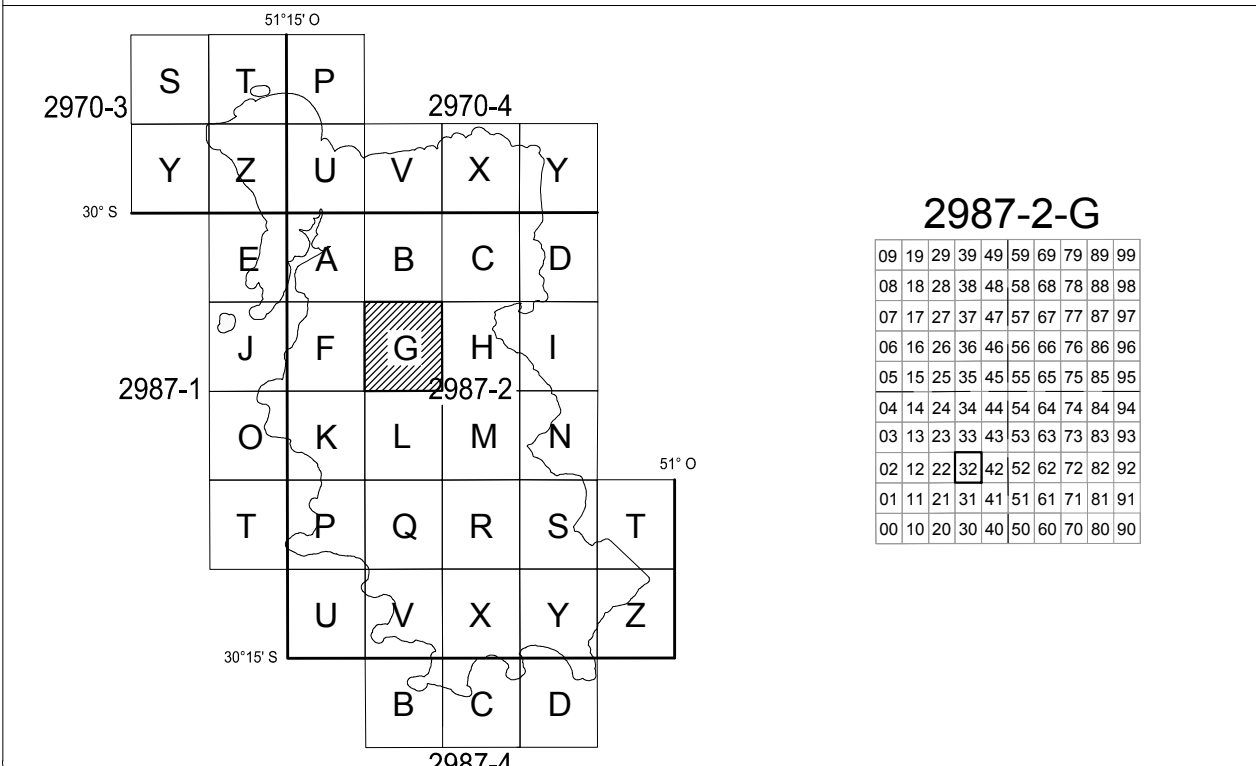 51°15' O
S T P
2970-3 2970-4
Y Z U V X Y
30° S
E A B C D
J F G H I
2987-1 2987-2
O K L M N
51° O
T P Q R S T
U V X Y Z
30°15' S
B C D
2987-4
2987-2-G
09 19 29 39 49 59 69 79 89 99
08 18 28 38 48 58 68 78 88 98
07 17 27 37 47 57 67 77 87 97
06 16 26 36 46 56 66 76 86 96
05 15 25 35 45 55 65 75 85 95
04 14 24 34 44 54 64 74 84 94
03 13 23 33 43 53 63 73 83 93
02 12 22 32 42 52 62 72 82 92
01 11 21 31 41 51 61 71 81 91
00 10 20 30 40 50 60 70 80 90